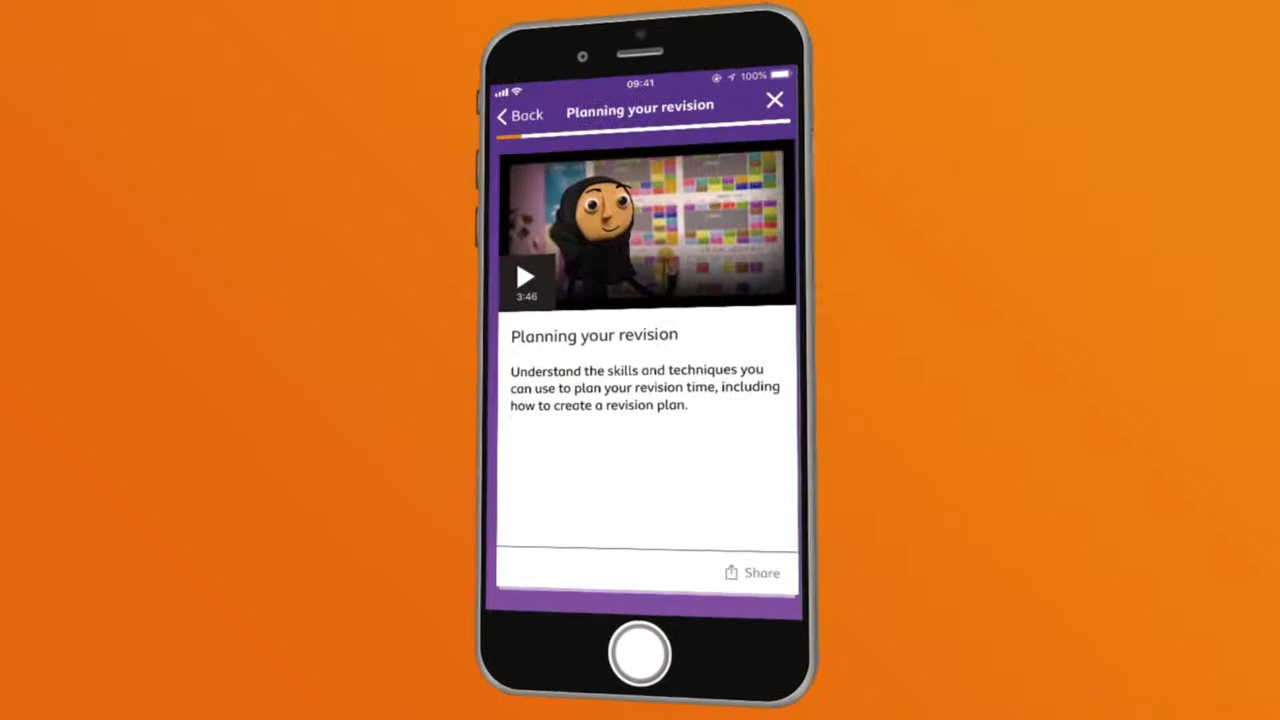 09:41
100%
Back
Planning your revision
3:46
Planning your revision
Understand the skills and techniques you
can use to plan your revision time, including
how to create a revision plan.
Share